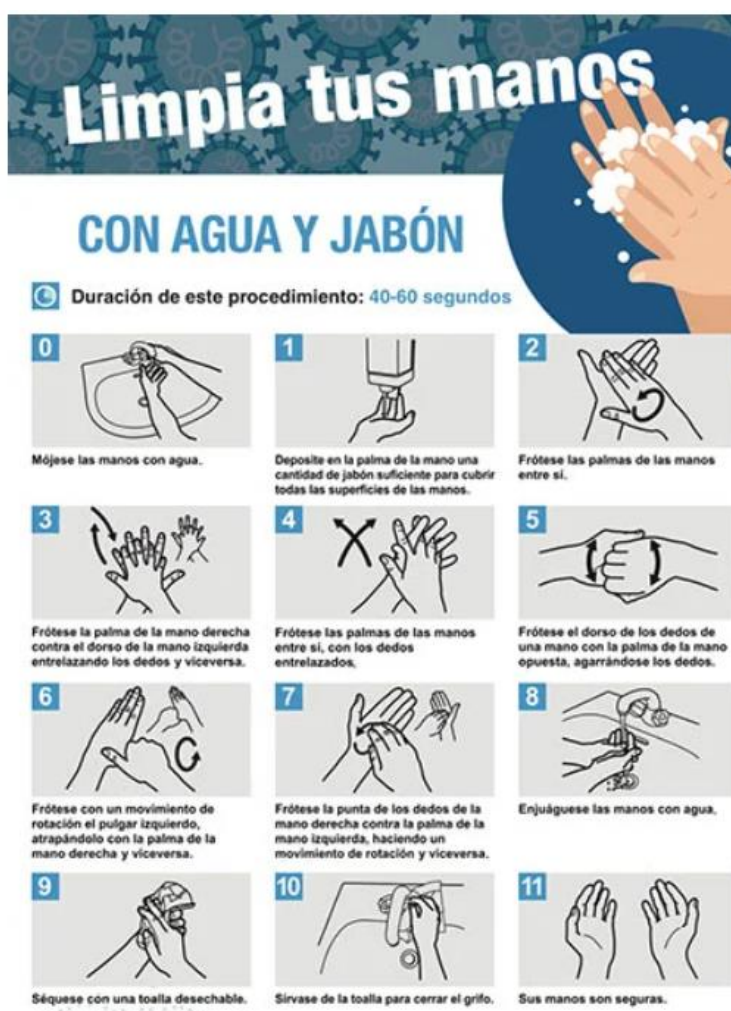 Limpia tus manos
CON AGUA Y JABÓN
Duración de este procedimiento: 40-60 segundos
0
Mójese las manos con agua.
1
Deposite en la palma de la mano una
cantidad de jabón suficiente para cubrir
todas las superficies de las manos.
2
Frótese las palmas de las manos
entre sí.
3
Frótese la palma de la mano derecha
contra el dorso de la mano izquierda
entrelazando los dedos y viceversa.
4
Frótese las palmas de las manos
entre sí, con los dedos
entrelazados.
5
Frótese el dorso de los dedos de
una mano con la palma de la mano
opuesta, agarrándose los dedos.
6
Frótese con un movimiento de
rotación el pulgar izquierdo,
atrapándolo con la palma de la
mano derecha y viceversa.
7
Frótese la punta de los dedos de la
mano derecha contra la palma de la
mano izquierda, haciendo un
movimiento de rotación y viceversa.
8
Enjuáguese las manos con agua.
9
Séquese con una toalla desechable.
10
Sírvase de la toalla para cerrar el grifo.
11
Sus manos son seguras.